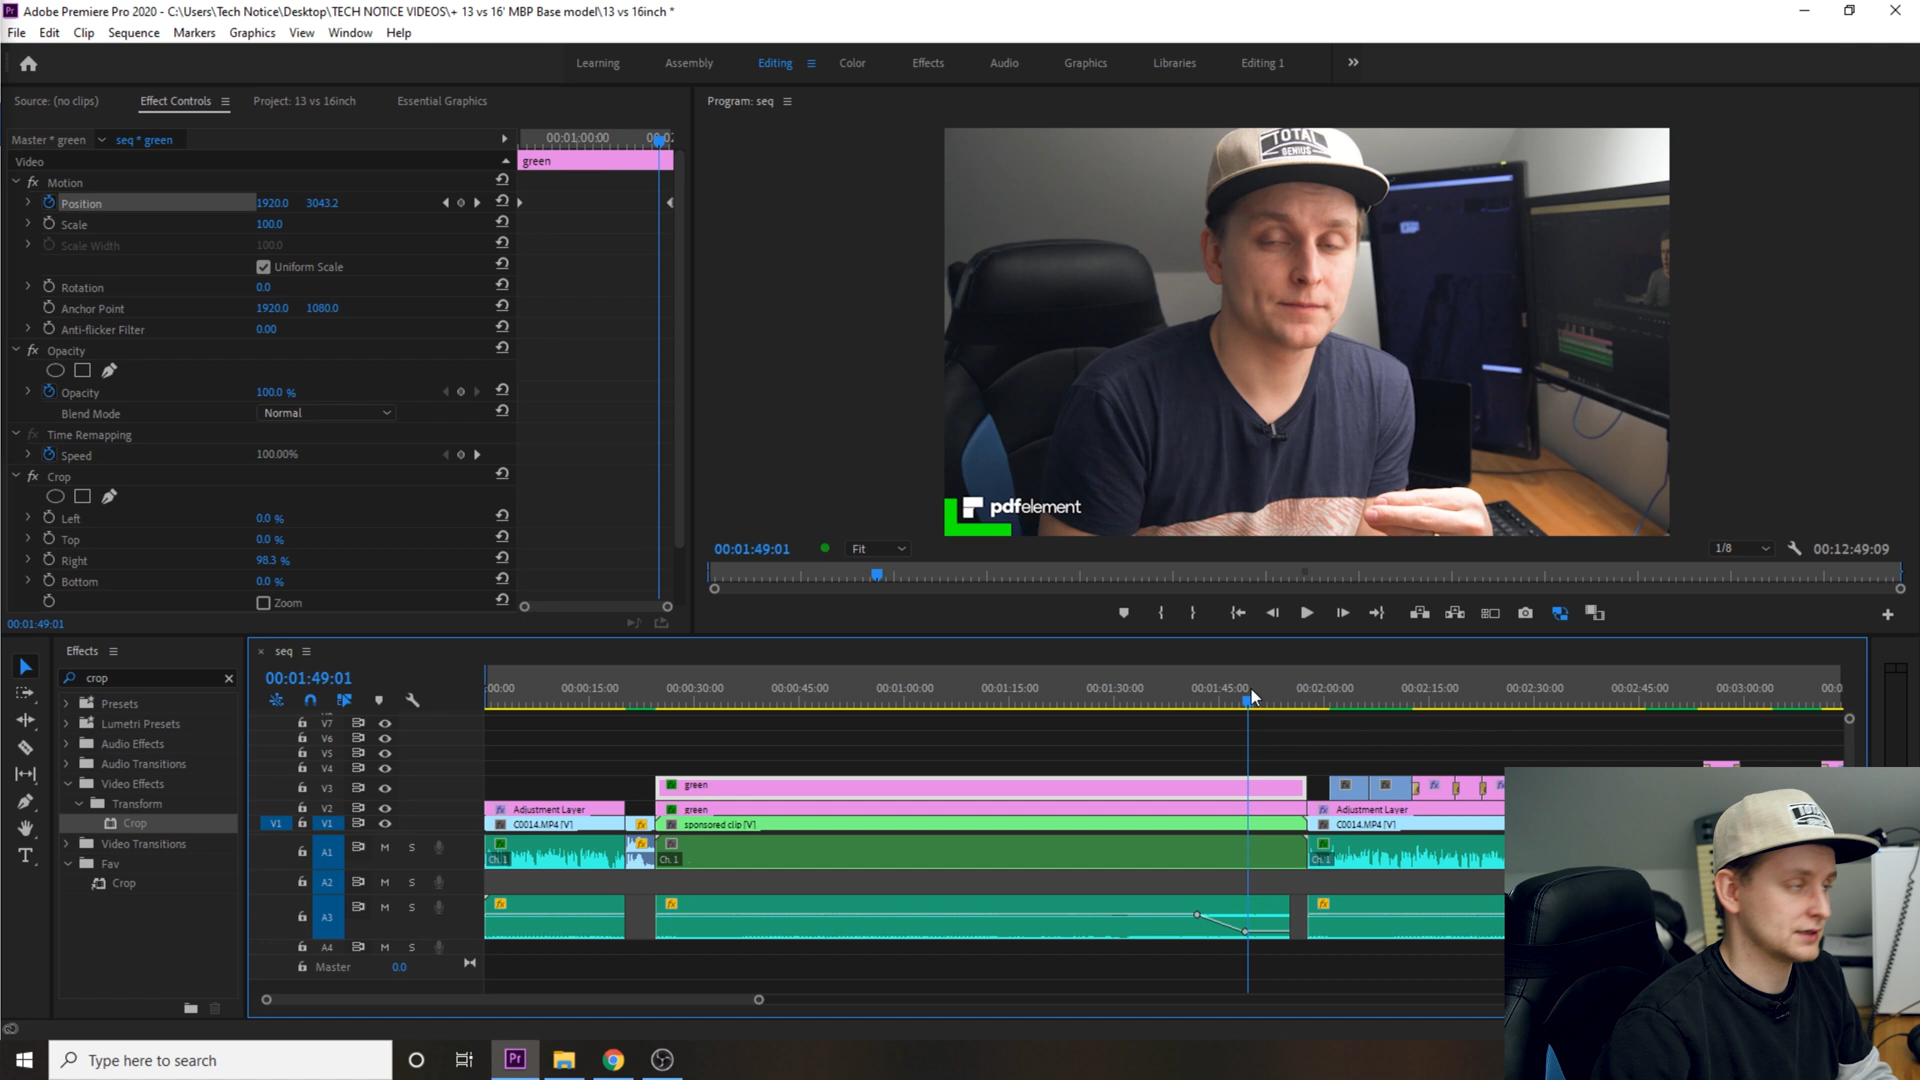 Adobe Premiere Pro 2020 - C:\Users\Tech Notice\Desktop\TECH NOTICE VIDEOS\+ 13 vs 16' MBP Base model\13 vs 16inch *
File Edit Clip Sequence Markers Graphics View Window Help
Learning Assembly Editing Color Effects Audio Graphics Libraries Editing 1
Source: (no clips) Effect Controls Project: 13 vs 16inch Essential Graphics
Program: seq
Master * green seq * green
00:01:00:00
Video
green
Motion
Position 1920.0 3043.2
Scale 100.0
Scale Width 100.0
Uniform Scale
Rotation 0.0
Anchor Point 1920.0 1080.0
Anti-flicker Filter 0.00
Opacity
Opacity 100.0 %
Blend Mode Normal
Time Remapping
Speed 100.00%
Crop
Left 0.0 %
Top 0.0 %
Right 98.3 %
Bottom 0.0 %
Zoom
00:01:49:01
TOTAL
GENIUS
pdfelement
00:01:49:01 Fit 1/8 00:12:49:09
Effects
crop
Presets
Lumetri Presets
Audio Effects
Audio Transitions
Video Effects
Transform
Crop
Video Transitions
Fav
Crop
seq
00:01:49:01
:00:00 00:00:15:00 00:00:30:00 00:00:45:00 00:01:00:00 00:01:15:00 00:01:30:00 00:01:45:00 00:02:00:00 00:02:15:00 00:02:30:00 00:02:45:00 00:03:00:00
V7
V6
V5
V4
V3 green
V2 Adjustment Layer green Adjustment Layer
V1 V1 C0014.MP4 [V] sponsored clip [V] C0014.MP4 [V]
A1 M S Ch. 1 Ch. 1 Ch. 1
A2 M S
A3 M S
A4 M S
Master 0.0
Type here to search
Pr